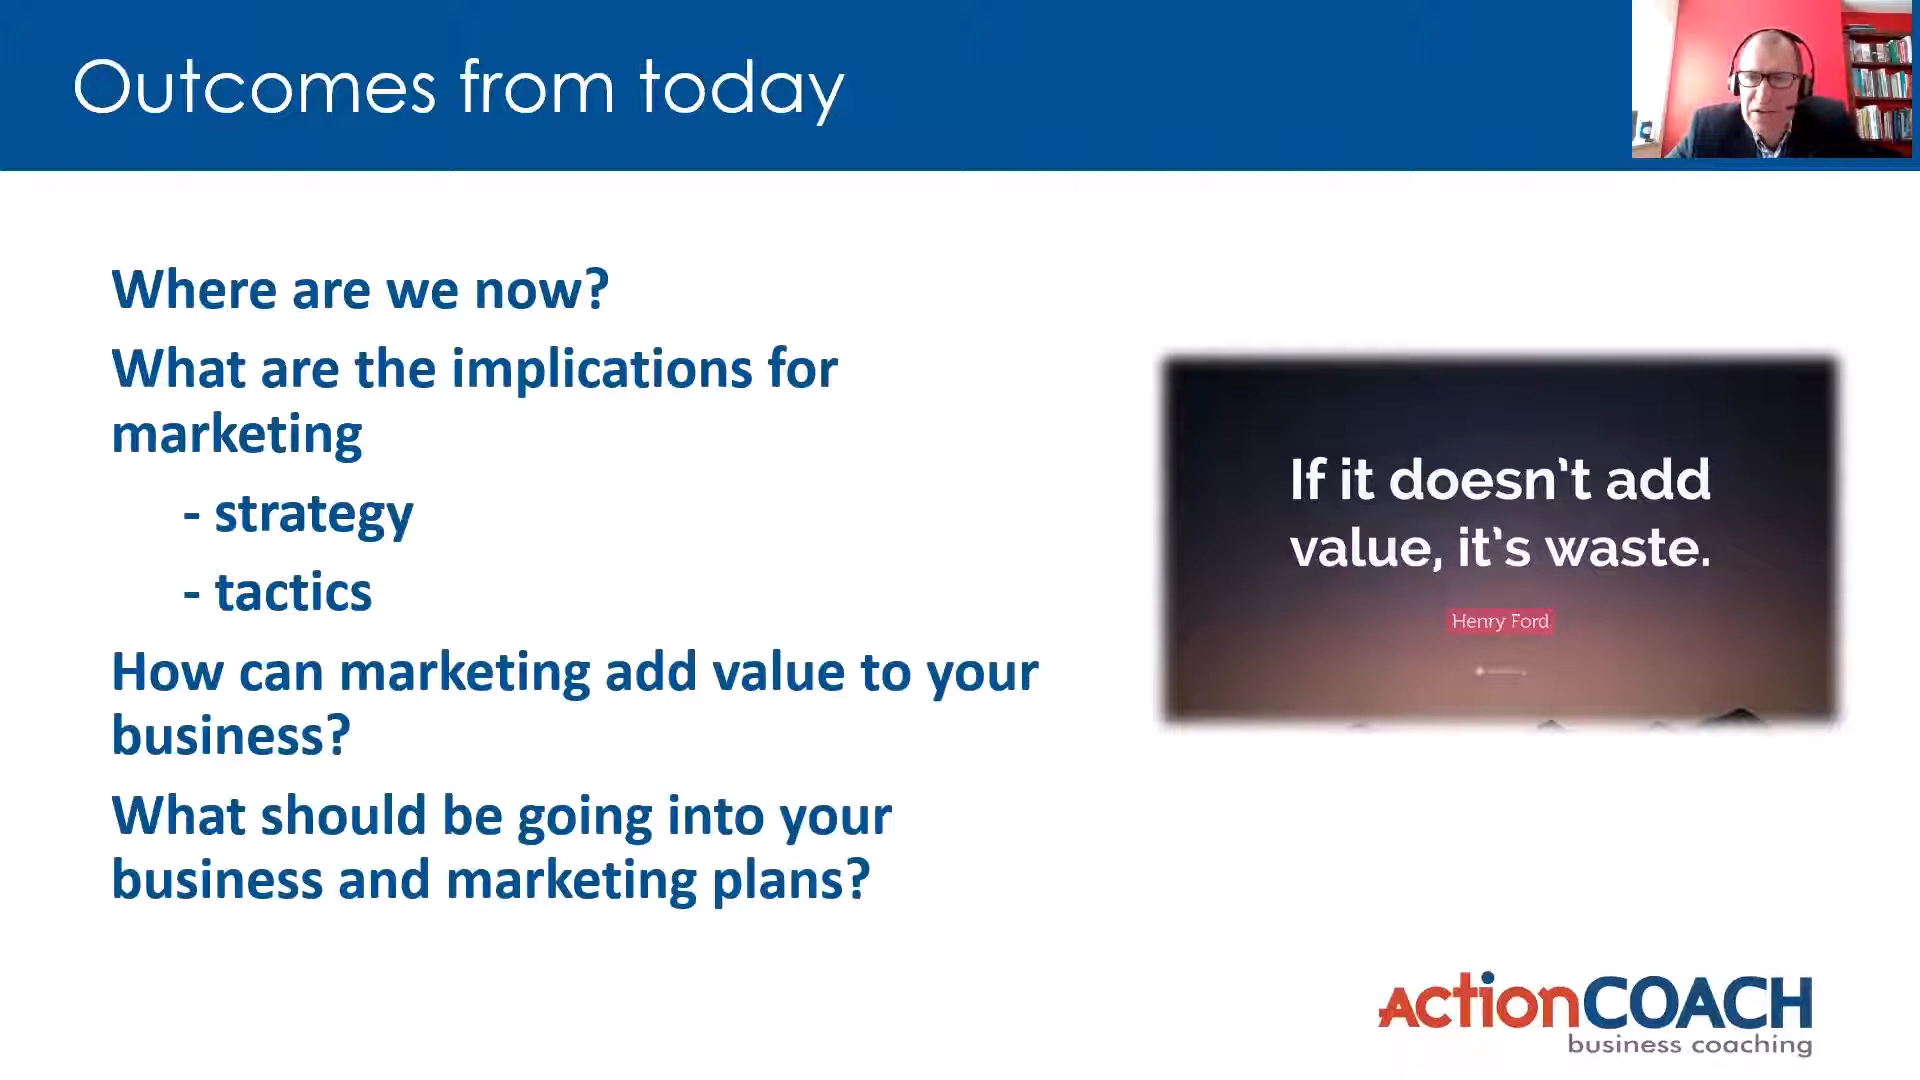 Outcomes from today
Where are we now?
What are the implications for
marketing
- strategy
- tactics
How can marketing add value to your
business?
What should be going into your
business and marketing plans?
If it doesn't add
value, it's waste.
Henry Ford
ActionCOACH
business coaching